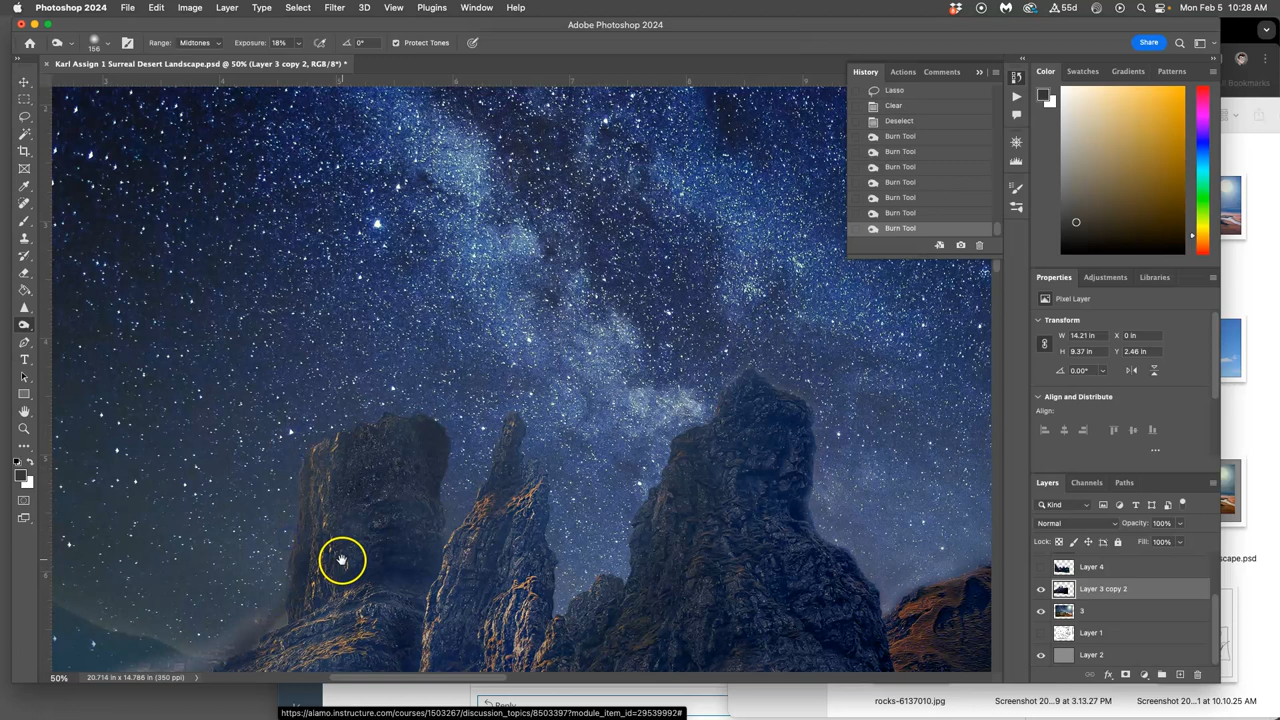 Photoshop 2024 File Edit Image Layer Type Select Filter 3D View Plugins Window Help 55d Mon Feb 5 10:28 AM
Adobe Photoshop 2024
156 Range: Midtones Exposure: 18% 0° Protect Tones Share
Karl Assign 1 Surreal Desert Landscape.psd @ 50% (Layer 3 copy 2, RGB/8*) *
History Actions Comments
Color Swatches Gradients Patterns
Bookmarks
Lasso
Clear
Deselect
Burn Tool
Burn Tool
Burn Tool
Burn Tool
Burn Tool
Burn Tool
Burn Tool
Properties Adjustments Libraries
Pixel Layer
Transform
W 14.21 in X 0 in
H 9.37 in Y 2.46 in
0.00°
Align and Distribute
Align:
Layers Channels Paths
Kind
Normal Opacity: 100%
Lock: Fill: 100%
Layer 4
Layer 3 copy 2
3
Layer 1
Layer 2
scape.psd
50% 20.714 in x 14.786 in (350 ppi)
Reply
rocks-6137010.jpg Screenshot 20...9 at 3.13.27 PM Screenshot 20...t 10.10.25 AM
https://alamo.instructure.com/courses/1503267/discussion_topics/8503397?module_item_id=29539992#